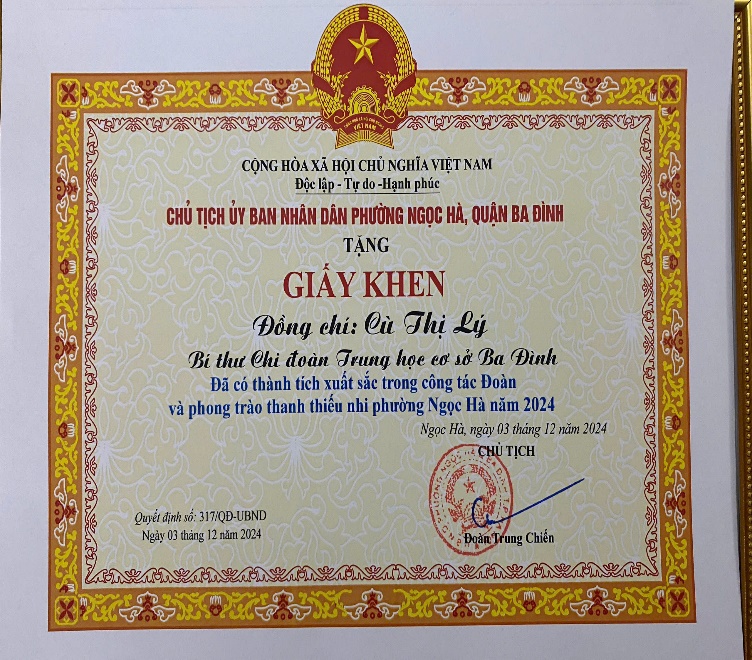 VIỆT NAM
CỘNG HÒA XÃ HỘI CHỦ NGHĨA VIỆT NAM
Độc lập - Tự do -Hạnh phúc
CHỦ TỊCH ỦY BAN NHÂN DÂN PHƯỜNG NGỌC HÀ, QUẬN BA ĐÌNH
TẶNG
GIẤY KHEN
Đồng chí: Cù Thị Lý
Bí thư Chi đoàn Trung học cơ sở Ba Đình
Đã có thành tích xuất sắc trong công tác Đoàn
và phong trào thanh thiếu nhi phường Ngọc Hà năm 2024
Ngọc Hà, ngày 03 tháng 12 năm 2024
CHỦ TỊCH
Quyết định số: 317/QĐ-UBND
Ngày 03 tháng 12 năm 2024
Đoàn Trung Chiến